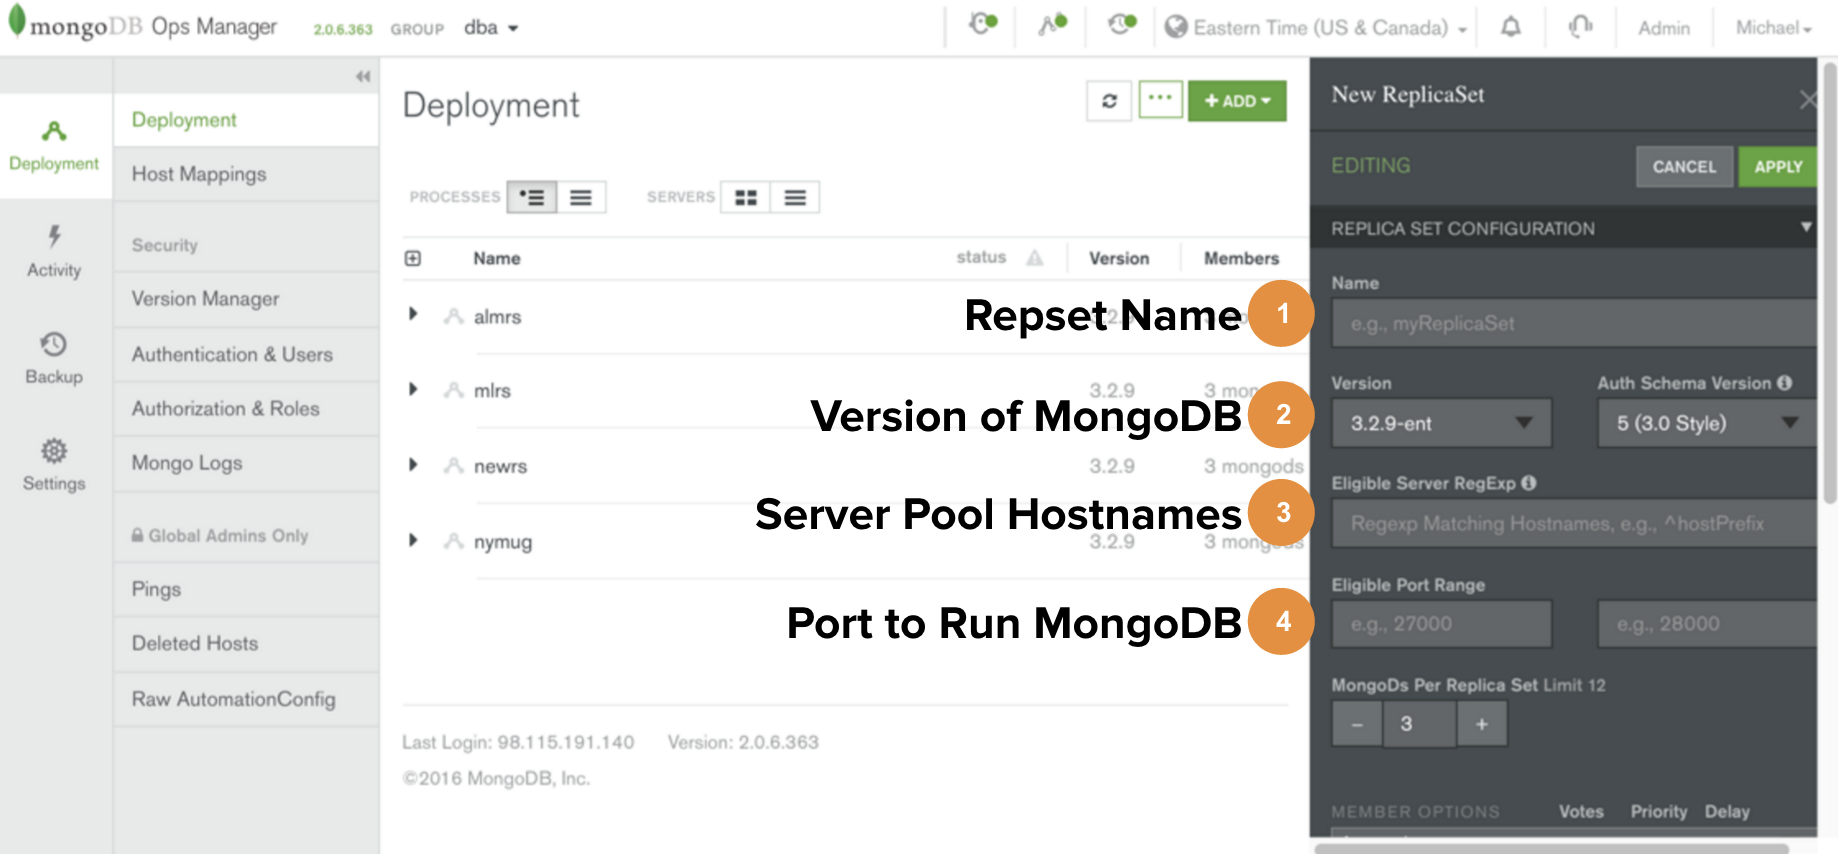 mongoDB Ops Manager 2.0.6.363 GROUP dba Eastern Time (US & Canada) Admin Michael
Deployment
Activity
Backup
Settings
Deployment
Host Mappings
Security
Version Manager
Authentication & Users
Authorization & Roles
Mongo Logs
Global Admins Only
Pings
Deleted Hosts
Raw AutomationConfig
Deployment
+ ADD
PROCESSES SERVERS
Name status Version Members
almrs
mlrs 3.2.9
newrs 3.2.9 3 mongods
nymug 3.2.9 3 mongods
Repset Name 1
Version of MongoDB 2
Server Pool Hostnames 3
Port to Run MongoDB 4
Last Login: 98.115.191.140 Version: 2.0.6.363
©2016 MongoDB, Inc.
New ReplicaSet
EDITING CANCEL APPLY
REPLICA SET CONFIGURATION
Name
e.g., myReplicaSet
Version Auth Schema Version
3.2.9-ent 5 (3.0 Style)
Eligible Server RegExp
Regexp Matching Hostnames, e.g., ^hostPrefix
Eligible Port Range
e.g., 27000 e.g., 28000
MongoDs Per Replica Set Limit 12
- 3 +
MEMBER OPTIONS Votes Priority Delay